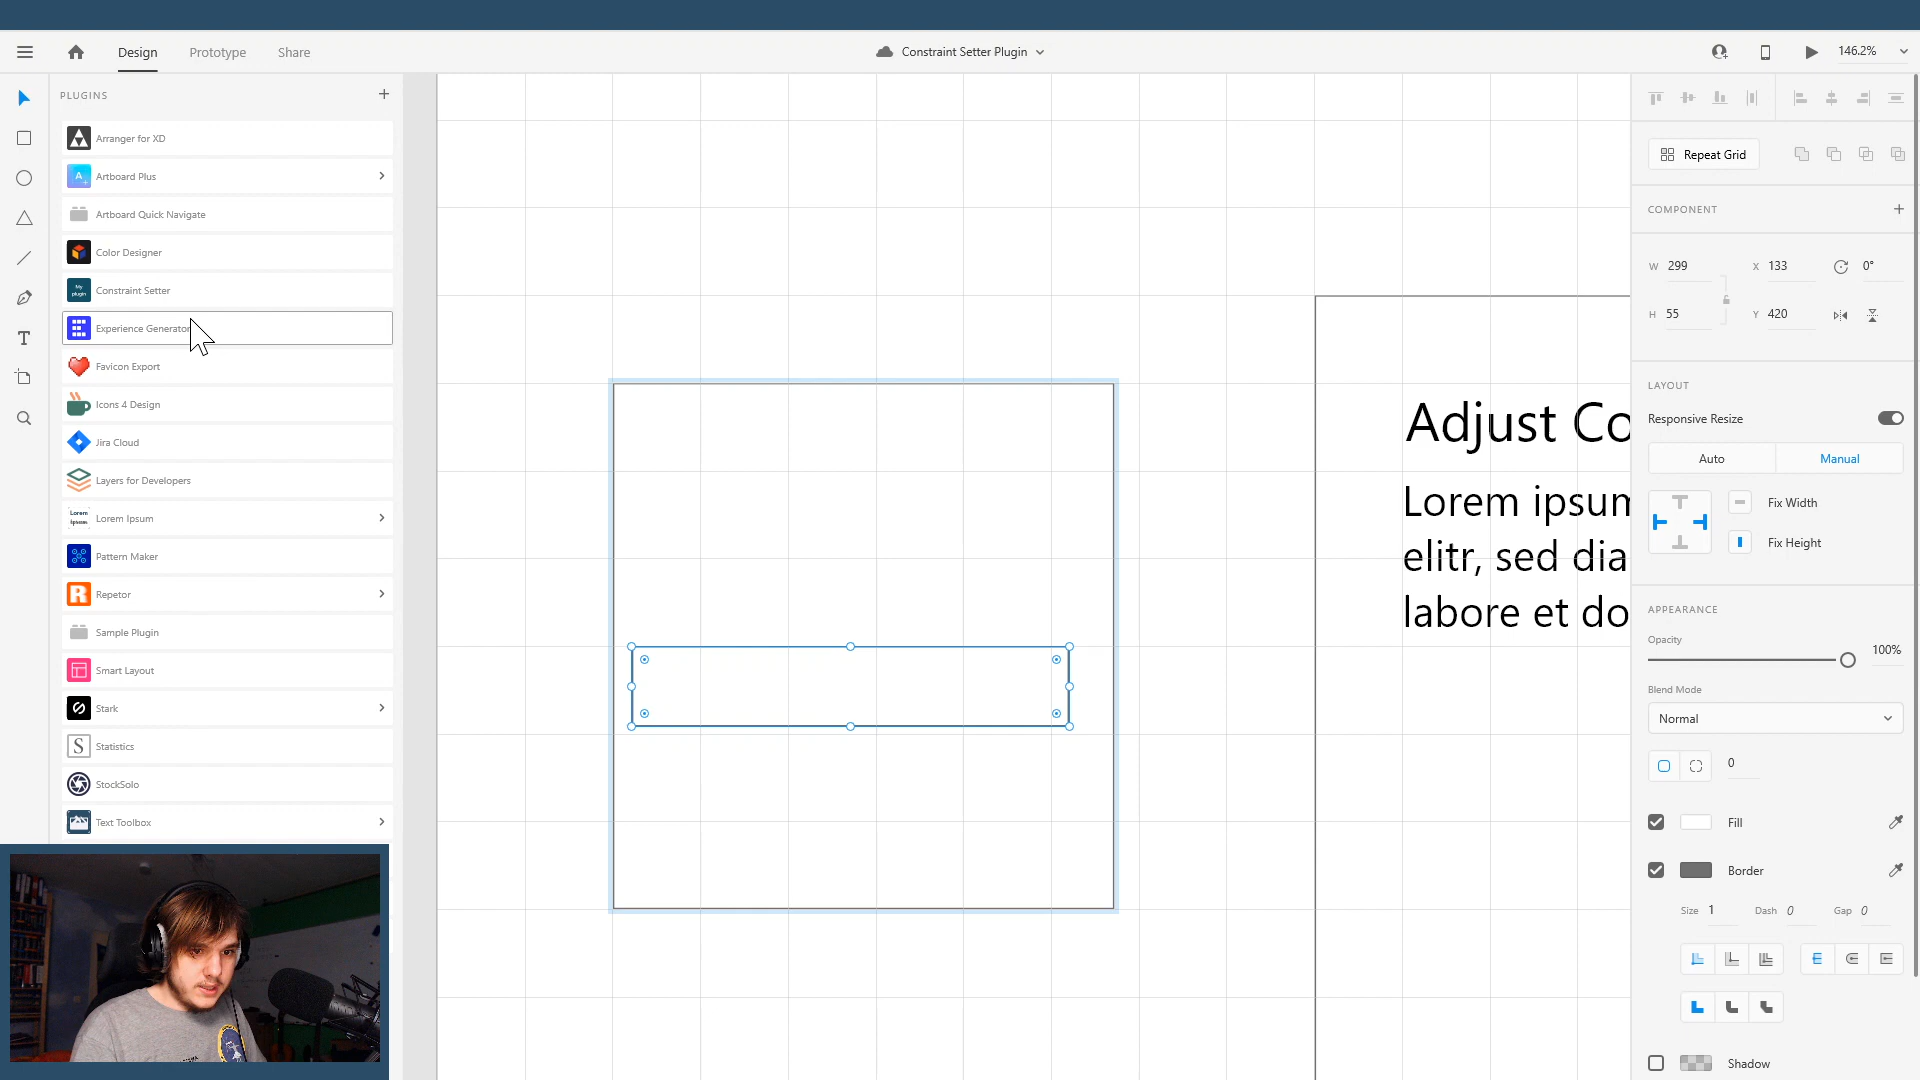 Design
Prototype
Share
Constraint Setter Plugin
146.2%
PLUGINS
Arranger for XD
Artboard Plus
Artboard Quick Navigate
Color Designer
My plugin
Constraint Setter
Experience Generator
Favicon Export
Icons 4 Design
Jira Cloud
Layers for Developers
Lorem Ipsum
Lorem Ipsum
Pattern Maker
Repetor
Sample Plugin
Smart Layout
Stark
Statistics
StockSolo
Text Toolbox
Adjust Co
Lorem ipsum
elitr, sed dia
labore et do
Repeat Grid
COMPONENT
W 299
X 133
0°
H 55
Y 420
LAYOUT
Responsive Resize
Auto
Manual
Fix Width
Fix Height
APPEARANCE
Opacity
100%
Blend Mode
Normal
0
Fill
Border
Size 1
Dash 0
Gap 0
Shadow